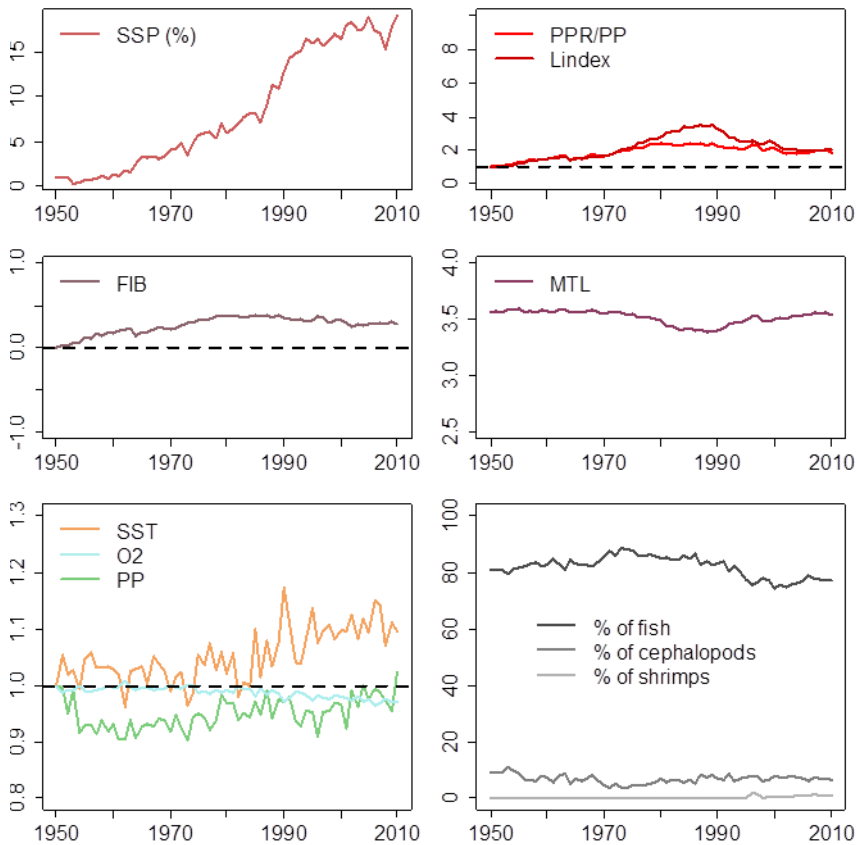 SSP (%)
0 5 10 15
1950 1970 1990 2010
PPR/PP
Lindex
0 2 4 6 8
1950 1970 1990 2010
FIB
-1.0 0.0 1.0
1950 1970 1990 2010
MTL
2.5 3.0 3.5 4.0
1950 1970 1990 2010
SST
O2
PP
0.8 0.9 1.0 1.1 1.2 1.3
1950 1970 1990 2010
% of fish
% of cephalopods
% of shrimps
0 20 40 60 80 100
1950 1970 1990 2010